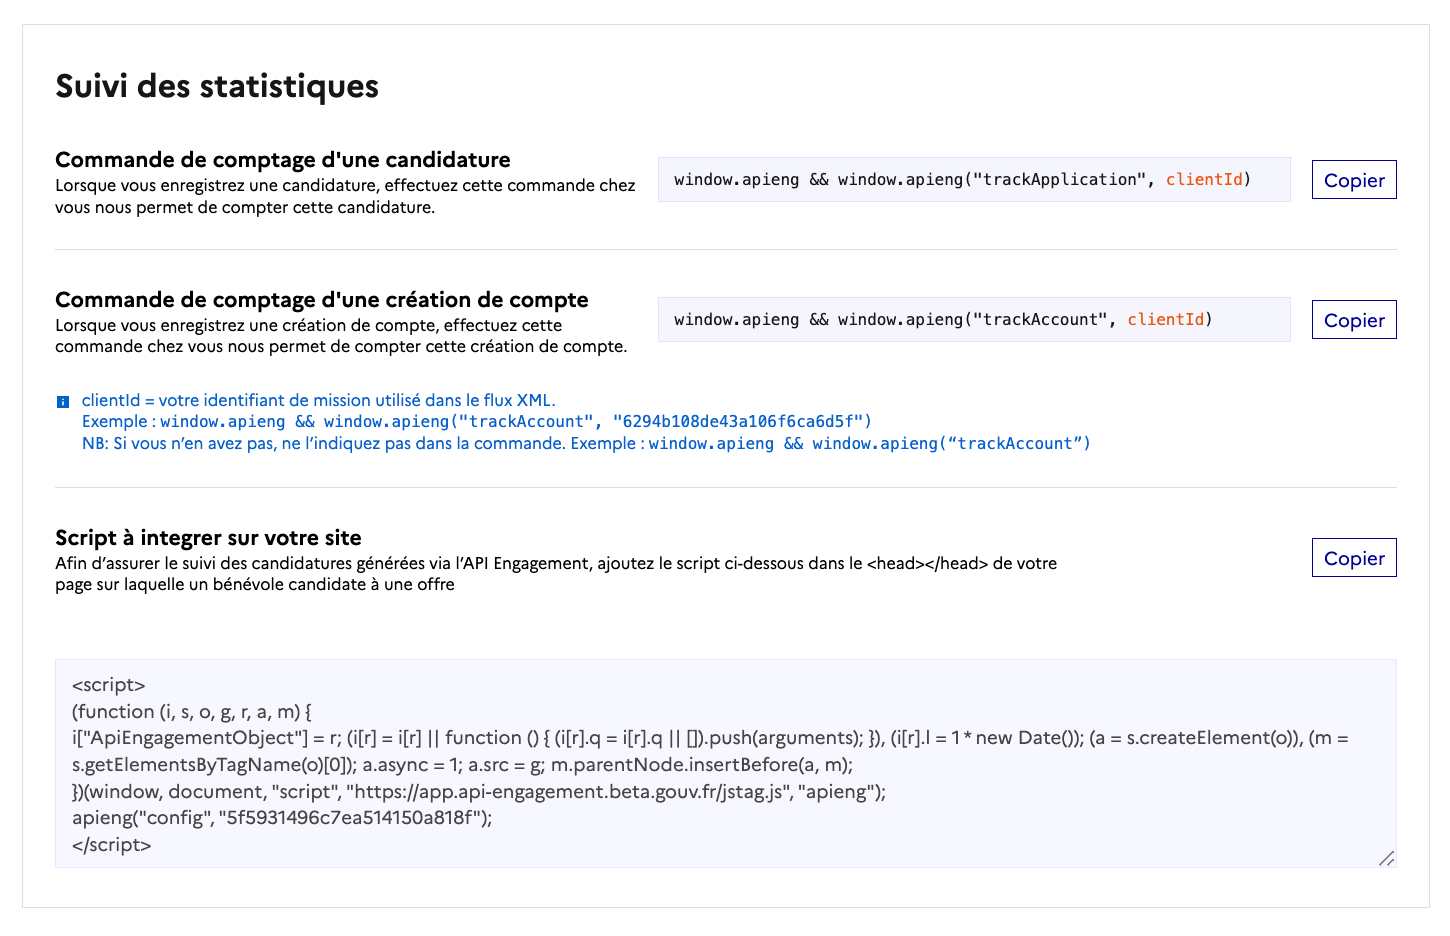 Suivi des statistiques
Commande de comptage d'une candidature
Lorsque vous enregistrez une candidature, effectuez cette commande chez
vous nous permet de compter cette candidature.
window.apieng && window.apieng("trackApplication", clientId)
Copier
Commande de comptage d'une création de compte
Lorsque vous enregistrez une création de compte, effectuez cette
commande chez vous nous permet de compter cette création de compte.
window.apieng && window.apieng("trackAccount", clientId)
Copier
clientId = votre identifiant de mission utilisé dans le flux XML.
Exemple : window.apieng && window.apieng("trackAccount", "6294b108de43a106f6ca6d5f")
NB: Si vous n’en avez pas, ne l’indiquez pas dans la commande. Exemple : window.apieng && window.apieng(“trackAccount”)
Script à integrer sur votre site
Afin d’assurer le suivi des candidatures générées via l’API Engagement, ajoutez le script ci-dessous dans le <head></head> de votre
page sur laquelle un bénévole candidate à une offre
Copier
<script>
(function (i, s, o, g, r, a, m) {
i["ApiEngagementObject"] = r; (i[r] = i[r] || function () { (i[r].q = i[r].q || []).push(arguments); }), (i[r].l = 1 * new Date()); (a = s.createElement(o)), (m =
s.getElementsByTagName(o)[0]); a.async = 1; a.src = g; m.parentNode.insertBefore(a, m);
})(window, document, "script", "https://app.api-engagement.beta.gouv.fr/jstag.js", "apieng");
apieng("config", "5f5931496c7ea514150a818f");
</script>